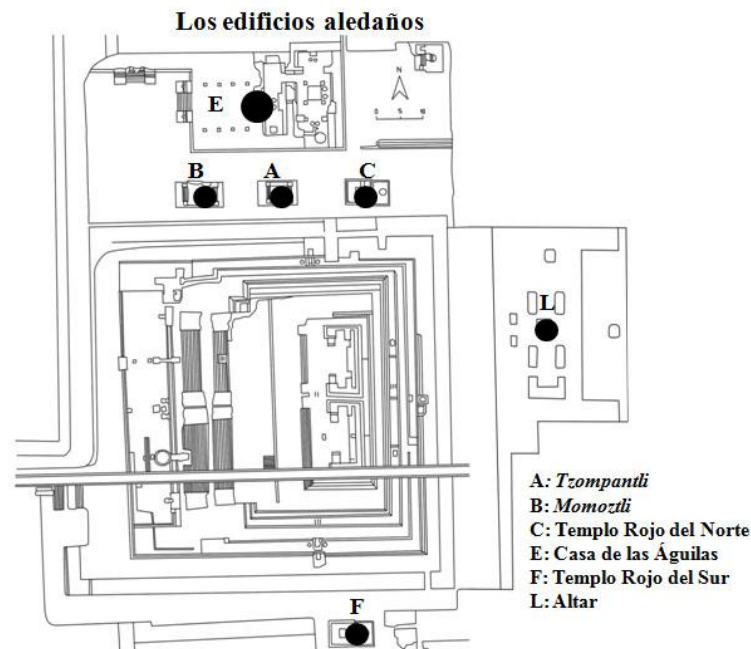 Los edificios aledaños
N
E
B
A
C
L
A: Tzompantli
B: Momoztli
C: Templo Rojo del Norte
E: Casa de las Águilas
F: Templo Rojo del Sur
L: Altar
F